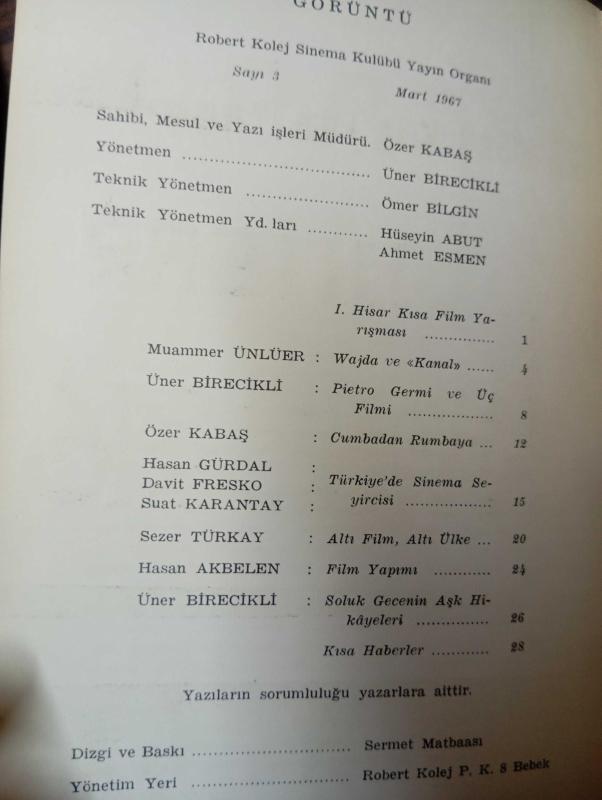 GÖRÜNTÜ
Robert Kolej Sinema Kulübü Yayın Organı
Sayı 3 Mart 1967
Sahibi, Mesul ve Yazı işleri Müdürü. Özer KABAŞ
Yönetmen ........................................ Üner BİRECİKLİ
Teknik Yönetmen .......................... Ömer BİLGİN
Teknik Yönetmen Yd. ları ............ Hüseyin ABUT
Ahmet ESMEN
I. Hisar Kısa Film Ya-
rışması ............... 1
Muammer ÜNLÜER : Wajda ve «Kanal» ...... 4
Üner BİRECİKLİ : Pietro Germi ve Üç
Filmi .................. 8
Özer KABAŞ : Cumbadan Rumbaya ... 12
Hasan GÜRDAL :
Davit FRESKO : Türkiye'de Sinema Se-
Suat KARANTAY : yircisi .................. 15
Sezer TÜRKAY : Altı Film, Altı Ülke ... 20
Hasan AKBELEN : Film Yapımı ............ 24
Üner BİRECİKLİ : Soluk Gecenin Aşk Hi-
kâyeleri ............... 26
Kısa Haberler ............ 28
Yazıların sorumluluğu yazarlara aittir.
Dizgi ve Baskı ................................. Sermet Matbaası
Yönetim Yeri ................................. Robert Kolej P. K. 8 Bebek